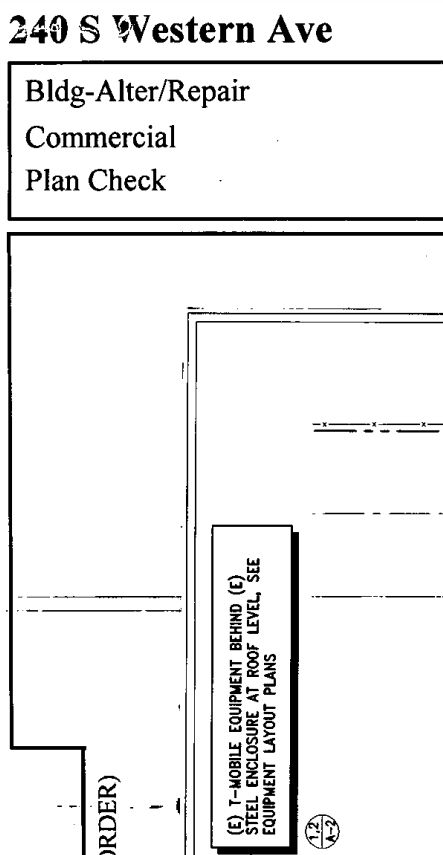 240 S Western Ave
Bldg-Alter/Repair
Commercial
Plan Check
(E) T-MOBILE EQUIPMENT BEHIND (E)
STEEL ENCLOSURE AT ROOF LEVEL, SEE
EQUIPMENT LAYOUT PLANS
1,2
A-2
ORDER)